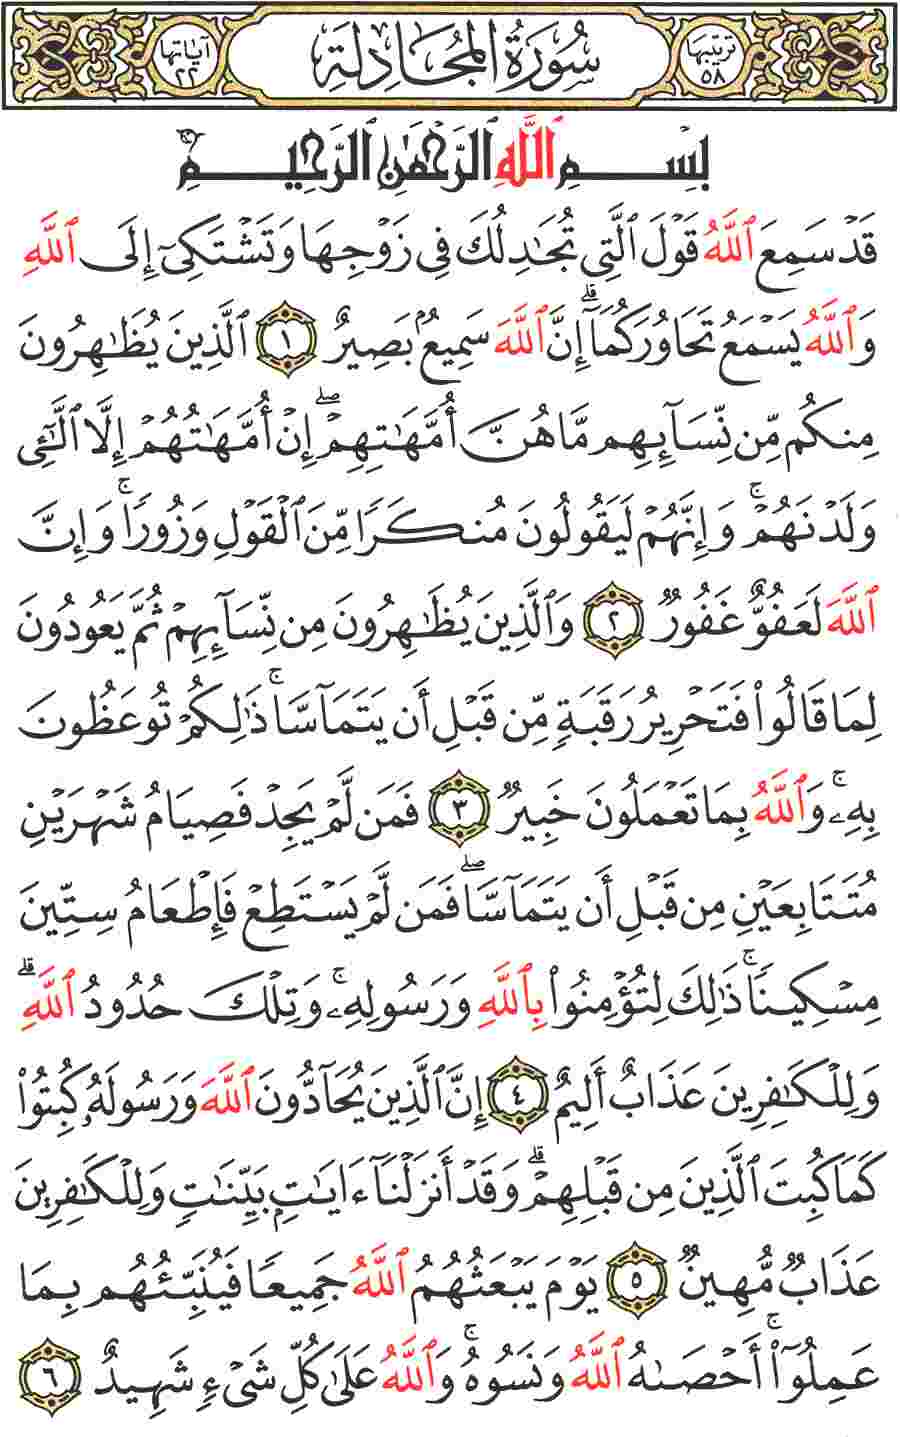 ترتيبها ٥٨ سُورَةُ المُجَادِلَةِ آياتها ٢٢
بِسْمِ ٱللَّهِ ٱلرَّحْمَٰنِ ٱلرَّحِيمِ
قَدْ سَمِعَ ٱللَّهُ قَوْلَ ٱلَّتِي تُجَٰدِلُكَ فِي زَوْجِهَا وَتَشْتَكِيٓ إِلَى ٱللَّهِ
وَٱللَّهُ يَسْمَعُ تَحَاوُرَكُمَآۚ إِنَّ ٱللَّهَ سَمِيعُۢ بَصِيرٌ ١ ٱلَّذِينَ يُظَٰهِرُونَ
مِنكُم مِّن نِّسَآئِهِم مَّا هُنَّ أُمَّهَٰتِهِمْۖ إِنْ أُمَّهَٰتُهُمْ إِلَّا ٱلَّٰٓـِٔي
وَلَدْنَهُمْۚ وَإِنَّهُمْ لَيَقُولُونَ مُنكَرًا مِّنَ ٱلْقَوْلِ وَزُورًاۚ وَإِنَّ
ٱللَّهَ لَعَفُوٌّ غَفُورٌ ٢ وَٱلَّذِينَ يُظَٰهِرُونَ مِن نِّسَآئِهِمْ ثُمَّ يَعُودُونَ
لِمَا قَالُوا۟ فَتَحْرِيرُ رَقَبَةٍ مِّن قَبْلِ أَن يَتَمَآسَّاۚ ذَٰلِكُمْ تُوعَظُونَ
بِهِۦۚ وَٱللَّهُ بِمَا تَعْمَلُونَ خَبِيرٌ ٣ فَمَن لَّمْ يَجِدْ فَصِيَامُ شَهْرَيْنِ
مُتَتَابِعَيْنِ مِن قَبْلِ أَن يَتَمَآسَّاۖ فَمَن لَّمْ يَسْتَطِعْ فَإِطْعَامُ سِتِّينَ
مِسْكِينًاۚ ذَٰلِكَ لِتُؤْمِنُوا۟ بِٱللَّهِ وَرَسُولِهِۦۚ وَتِلْكَ حُدُودُ ٱللَّهِۗ
وَلِلْكَٰفِرِينَ عَذَابٌ أَلِيمٌ ٤ إِنَّ ٱلَّذِينَ يُحَآدُّونَ ٱللَّهَ وَرَسُولَهُۥ كُبِتُوا۟
كَمَا كُبِتَ ٱلَّذِينَ مِن قَبْلِهِمْۗ وَقَدْ أَنزَلْنَآ ءَايَٰتٍۭ بَيِّنَٰتٍ وَلِلْكَٰفِرِينَ
عَذَابٌ مُّهِينٌ ٥ يَوْمَ يَبْعَثُهُمُ ٱللَّهُ جَمِيعًا فَيُنَبِّئُهُم بِمَا
عَمِلُوٓا۟ۚ أَحْصَىٰهُ ٱللَّهُ وَنَسُوهُۚ وَٱللَّهُ عَلَىٰ كُلِّ شَىْءٍ شَهِيدٌ ٦